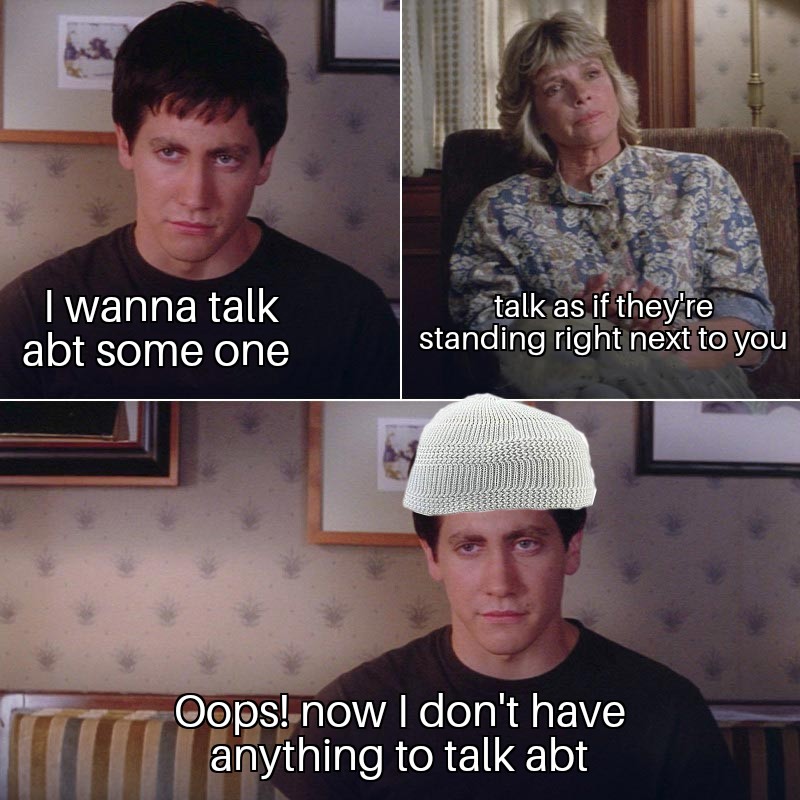 I wanna talk
abt some one
talk as if they're
standing right next to you
Oops! now I don't have
anything to talk abt